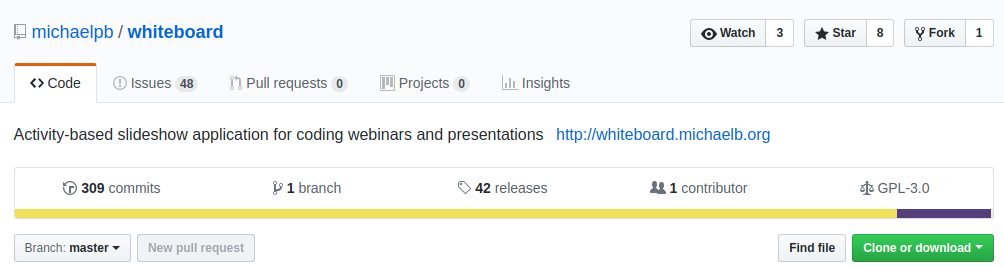 michaelpb / whiteboard Watch 3 Star 8 Fork 1
Code Issues 48 Pull requests 0 Projects 0 Insights
Activity-based slideshow application for coding webinars and presentations http://whiteboard.michaelb.org
309 commits 1 branch 42 releases 1 contributor GPL-3.0
Branch: master New pull request Find file Clone or download